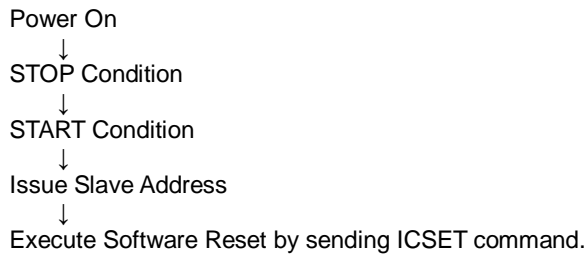 Power On
↓
STOP Condition
↓
START Condition
↓
Issue Slave Address
↓
Execute Software Reset by sending ICSET command.